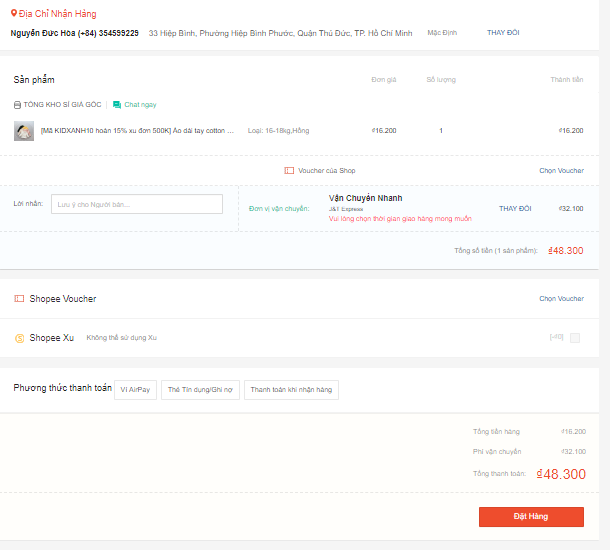 Địa Chỉ Nhận Hàng
Nguyễn Đức Hòa (+84) 354599229 33 Hiệp Bình, Phường Hiệp Bình Phước, Quận Thủ Đức, TP. Hồ Chí Minh Mặc Định THAY ĐỔI
Sản phẩm Đơn giá Số lượng Thành tiền
TỔNG KHO SỈ GIÁ GỐC Chat ngay
[Mã KIDXANH10 hoàn 15% xu đơn 500K] Áo dài tay cotton ... Loại: 16-18kg,Hồng ₫16.200 1 ₫16.200
Voucher của Shop Chọn Voucher
Lời nhắn: Lưu ý cho Người bán... Đơn vị vận chuyển: Vận Chuyển Nhanh THAY ĐỔI ₫32.100
J&T Express
Vui lòng chọn thời gian giao hàng mong muốn
Tổng số tiền (1 sản phẩm): ₫48.300
Shopee Voucher Chọn Voucher
Shopee Xu Không thể sử dụng Xu [-₫0]
Phương thức thanh toán Ví AirPay Thẻ Tín dụng/Ghi nợ Thanh toán khi nhận hàng
Tổng tiền hàng ₫16.200
Phí vận chuyển ₫32.100
Tổng thanh toán: ₫48.300
Đặt Hàng